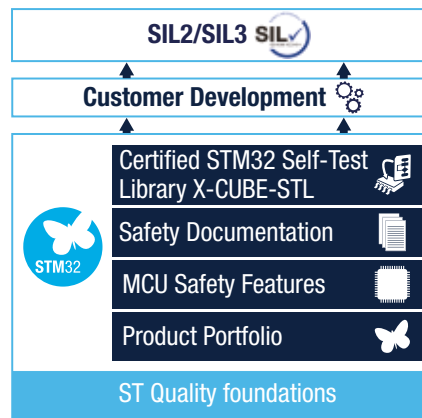 SIL2/SIL3 SIL
Customer Development
Certified STM32 Self-Test
Library X-CUBE-STL
Safety Documentation
STM32
MCU Safety Features
Product Portfolio
ST Quality foundations